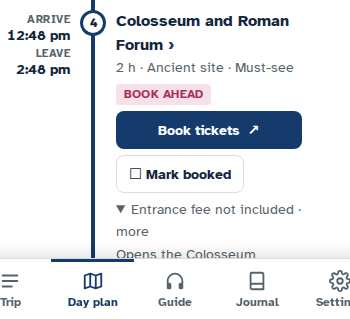 ARRIVE
12:48 pm
LEAVE
2:48 pm
4
Colosseum and Roman
Forum ›
2 h · Ancient site · Must-see
BOOK AHEAD
Book tickets ↗
☐ Mark booked
▼ Entrance fee not included ·
more
Opens the Colosseum
Trip
Day plan
Guide
Journal
Settin